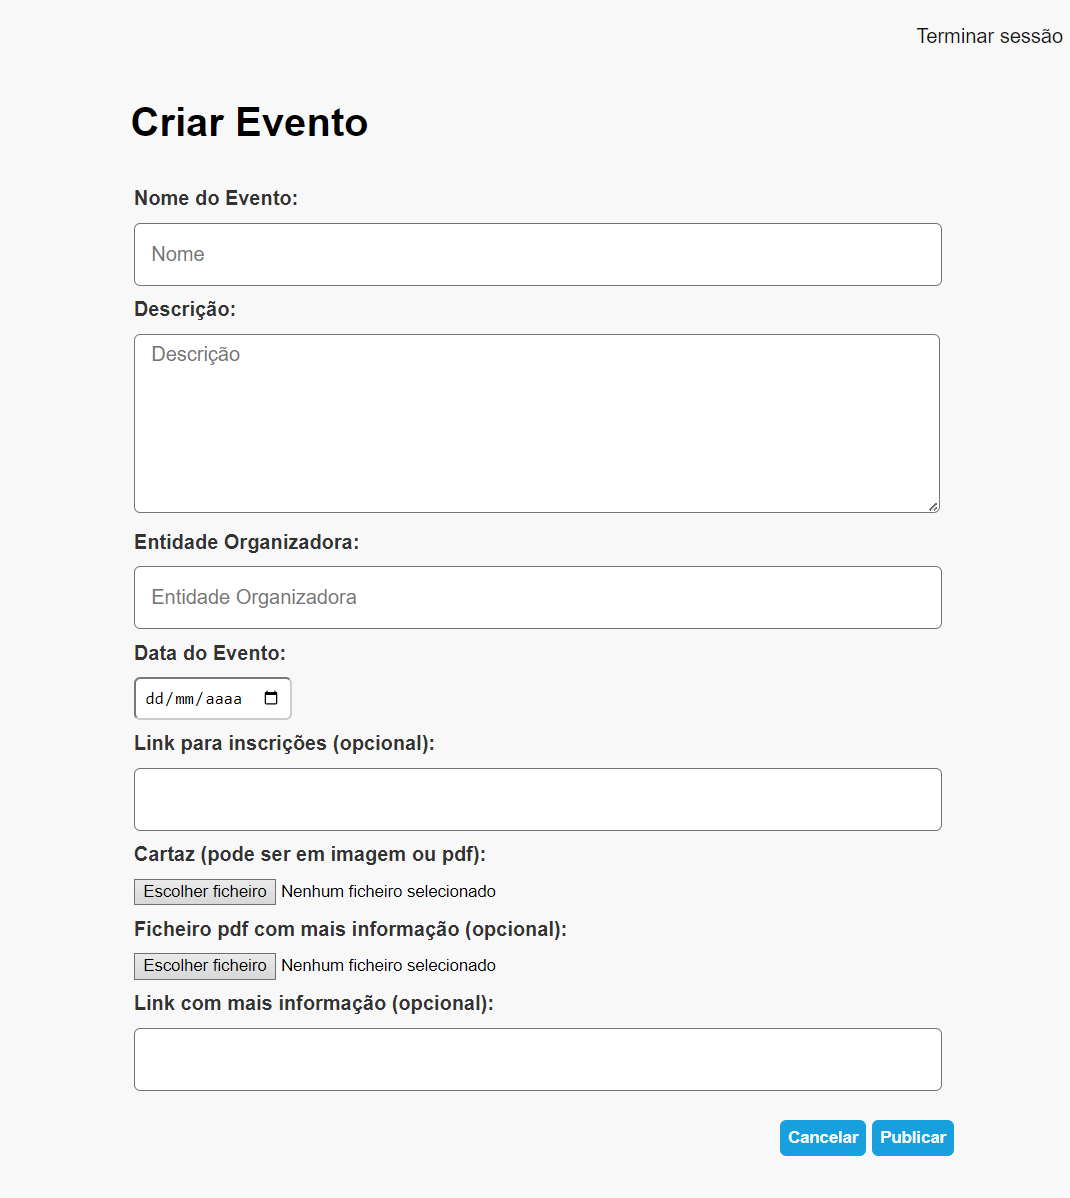 Terminar sessão
Criar Evento
Nome do Evento:
Nome
Descrição:
Descrição
Entidade Organizadora:
Entidade Organizadora
Data do Evento:
dd/mm/aaaa
Link para inscrições (opcional):
Cartaz (pode ser em imagem ou pdf):
Escolher ficheiro Nenhum ficheiro selecionado
Ficheiro pdf com mais informação (opcional):
Escolher ficheiro Nenhum ficheiro selecionado
Link com mais informação (opcional):
Cancelar Publicar